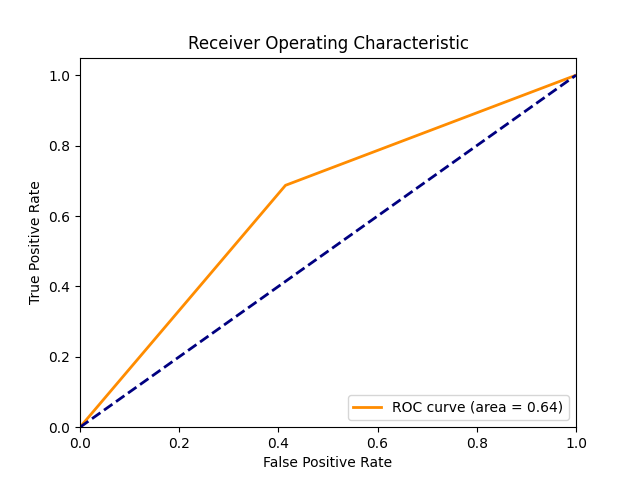 Receiver Operating Characteristic
True Positive Rate
1.0
0.8
0.6
0.4
0.2
0.0
ROC curve (area = 0.64)
0.0 0.2 0.4 0.6 0.8 1.0
False Positive Rate